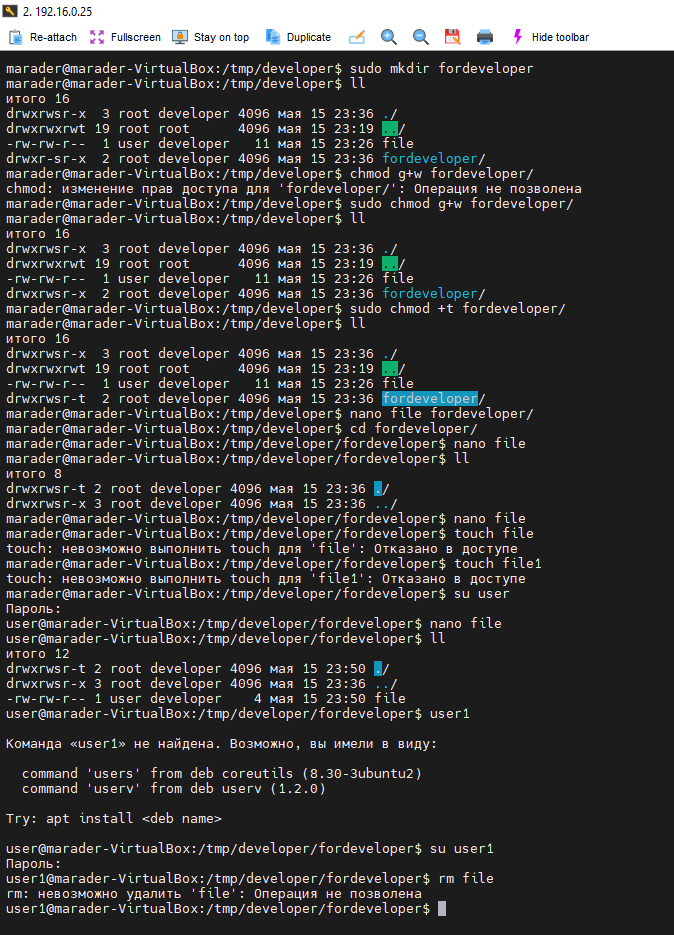 2. 192.16.0.25
Re-attach Fullscreen Stay on top Duplicate Hide toolbar
marader@marader-VirtualBox:/tmp/developer$ sudo mkdir fordeveloper
marader@marader-VirtualBox:/tmp/developer$ ll
итого 16
drwxrwsr-x  3 root developer 4096 мая 15 23:36 ./
drwxrwxrwt 19 root root      4096 мая 15 23:19 ../
-rw-rw-r--  1 user developer   11 мая 15 23:26 file
drwxr-sr-x  2 root developer 4096 мая 15 23:36 fordeveloper/
marader@marader-VirtualBox:/tmp/developer$ chmod g+w fordeveloper/
chmod: изменение прав доступа для 'fordeveloper/': Операция не позволена
marader@marader-VirtualBox:/tmp/developer$ sudo chmod g+w fordeveloper/
marader@marader-VirtualBox:/tmp/developer$ ll
итого 16
drwxrwsr-x  3 root developer 4096 мая 15 23:36 ./
drwxrwxrwt 19 root root      4096 мая 15 23:19 ../
-rw-rw-r--  1 user developer   11 мая 15 23:26 file
drwxrwsr-x  2 root developer 4096 мая 15 23:36 fordeveloper/
marader@marader-VirtualBox:/tmp/developer$ sudo chmod +t fordeveloper/
marader@marader-VirtualBox:/tmp/developer$ ll
итого 16
drwxrwsr-x  3 root developer 4096 мая 15 23:36 ./
drwxrwxrwt 19 root root      4096 мая 15 23:19 ../
-rw-rw-r--  1 user developer   11 мая 15 23:26 file
drwxrwsr-t  2 root developer 4096 мая 15 23:36 fordeveloper/
marader@marader-VirtualBox:/tmp/developer$ nano file fordeveloper/
marader@marader-VirtualBox:/tmp/developer$ cd fordeveloper/
marader@marader-VirtualBox:/tmp/developer/fordeveloper$ nano file
marader@marader-VirtualBox:/tmp/developer/fordeveloper$ ll
итого 8
drwxrwsr-t 2 root developer 4096 мая 15 23:36 ./
drwxrwsr-x 3 root developer 4096 мая 15 23:36 ../
marader@marader-VirtualBox:/tmp/developer/fordeveloper$ nano file
marader@marader-VirtualBox:/tmp/developer/fordeveloper$ touch file
touch: невозможно выполнить touch для 'file': Отказано в доступе
marader@marader-VirtualBox:/tmp/developer/fordeveloper$ touch file1
touch: невозможно выполнить touch для 'file1': Отказано в доступе
marader@marader-VirtualBox:/tmp/developer/fordeveloper$ su user
Пароль:
user@marader-VirtualBox:/tmp/developer/fordeveloper$ nano file
user@marader-VirtualBox:/tmp/developer/fordeveloper$ ll
итого 12
drwxrwsr-t 2 root developer 4096 мая 15 23:50 ./
drwxrwsr-x 3 root developer 4096 мая 15 23:36 ../
-rw-rw-r-- 1 user developer    4 мая 15 23:50 file
user@marader-VirtualBox:/tmp/developer/fordeveloper$ user1
Команда «user1» не найдена. Возможно, вы имели в виду:
command 'users' from deb coreutils (8.30-3ubuntu2)
command 'userv' from deb userv (1.2.0)
Try: apt install <deb name>
user@marader-VirtualBox:/tmp/developer/fordeveloper$ su user1
Пароль:
user1@marader-VirtualBox:/tmp/developer/fordeveloper$ rm file
rm: невозможно удалить 'file': Операция не позволена
user1@marader-VirtualBox:/tmp/developer/fordeveloper$